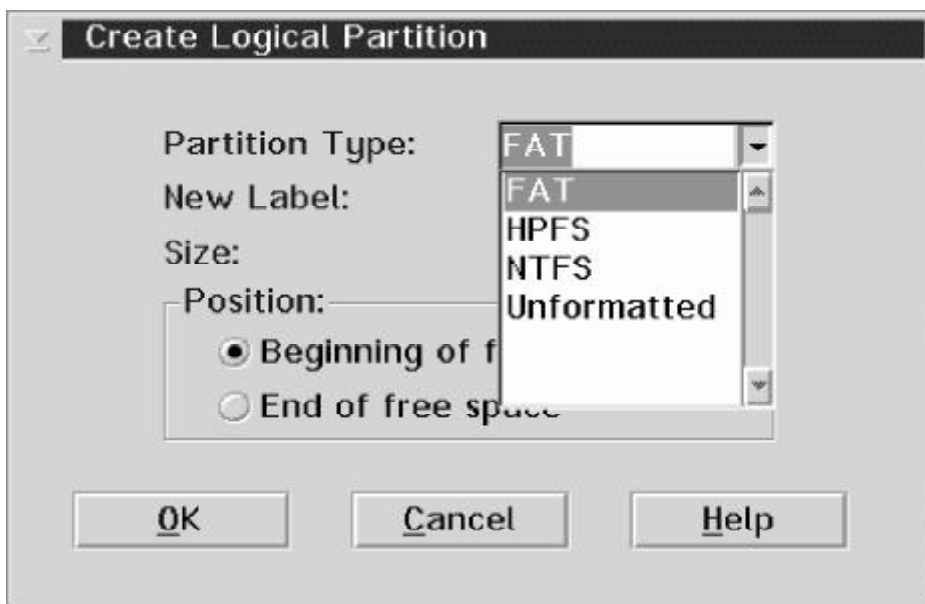 Create Logical Partition
Partition Type: FAT
FAT
New Label:
HPFS
Size:
NTFS
Position:
Unformatted
Beginning of f
End of free
OK Cancel Help